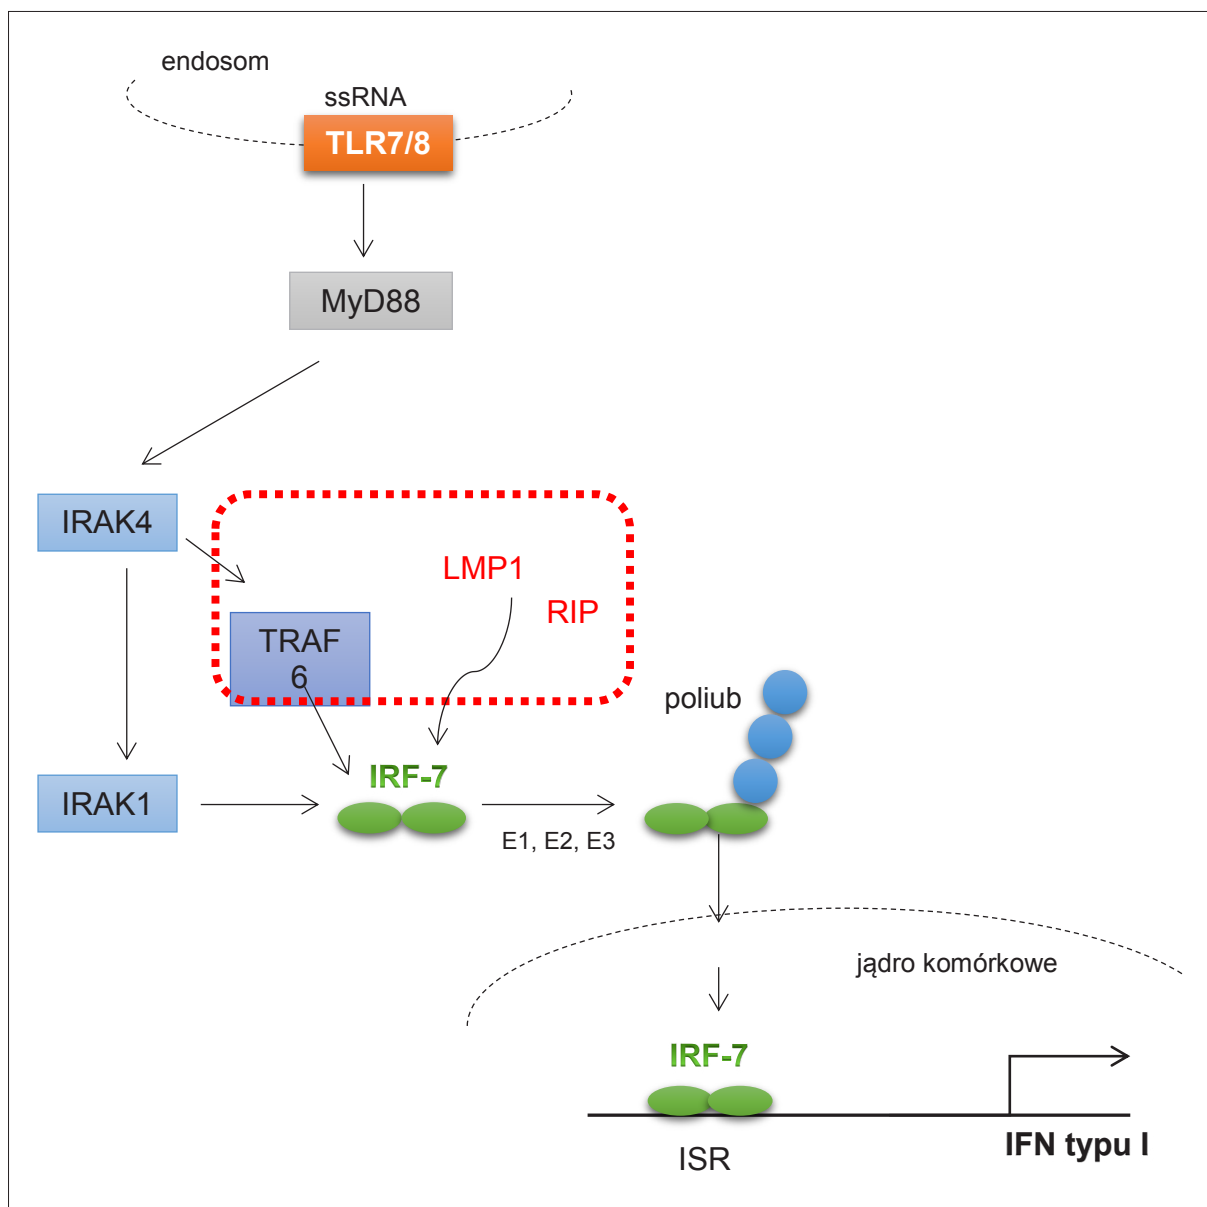 endosom
ssRNA
TLR7/8
MyD88
IRAK4
LMP1
RIP
TRAF
6
poliub
IRF-7
IRAK1
E1, E2, E3
jądro komórkowe
IRF-7
IFN typu I
ISR